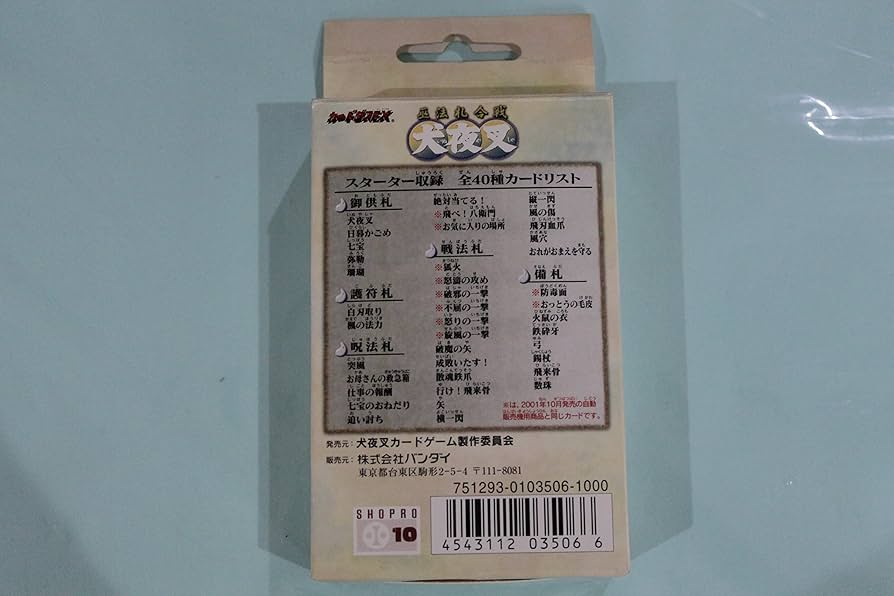 カードダスEX
巫法札合戦
犬夜叉
スターター収録 全40種カードリスト
御供札
犬夜叉
日暮かごめ
七宝
弥勒
珊瑚
護符札
白刃取り
楓の法力
呪法札
突風
お母さんの救急箱
仕事の報酬
七宝のおねだり
追い討ち
絶対当てる!
※飛べ!八衛門
※お気に入りの場所
戦法札
※狐火
※怒濤の攻め
※破邪の一撃
※不屈の一撃
※怒りの一撃
※旋風の一撃
破魔の矢
成敗いたす!
散魂鉄爪
行け!飛来骨
矢
横一閃
縦一閃
風の傷
飛刃血爪
風穴
おれがおまえを守る
備札
※防毒面
※おっとうの毛皮
火鼠の衣
鉄砕牙
弓
錫杖
飛来骨
数珠
※は、2001年10月発売の自動
販売機用商品と同じカードです。
発売元:犬夜叉カードゲーム製作委員会
販売元:株式会社バンダイ
東京都台東区駒形2-5-4 〒111-8081
751293-0103506-1000
SHOPRO
10
4543112 03506 6